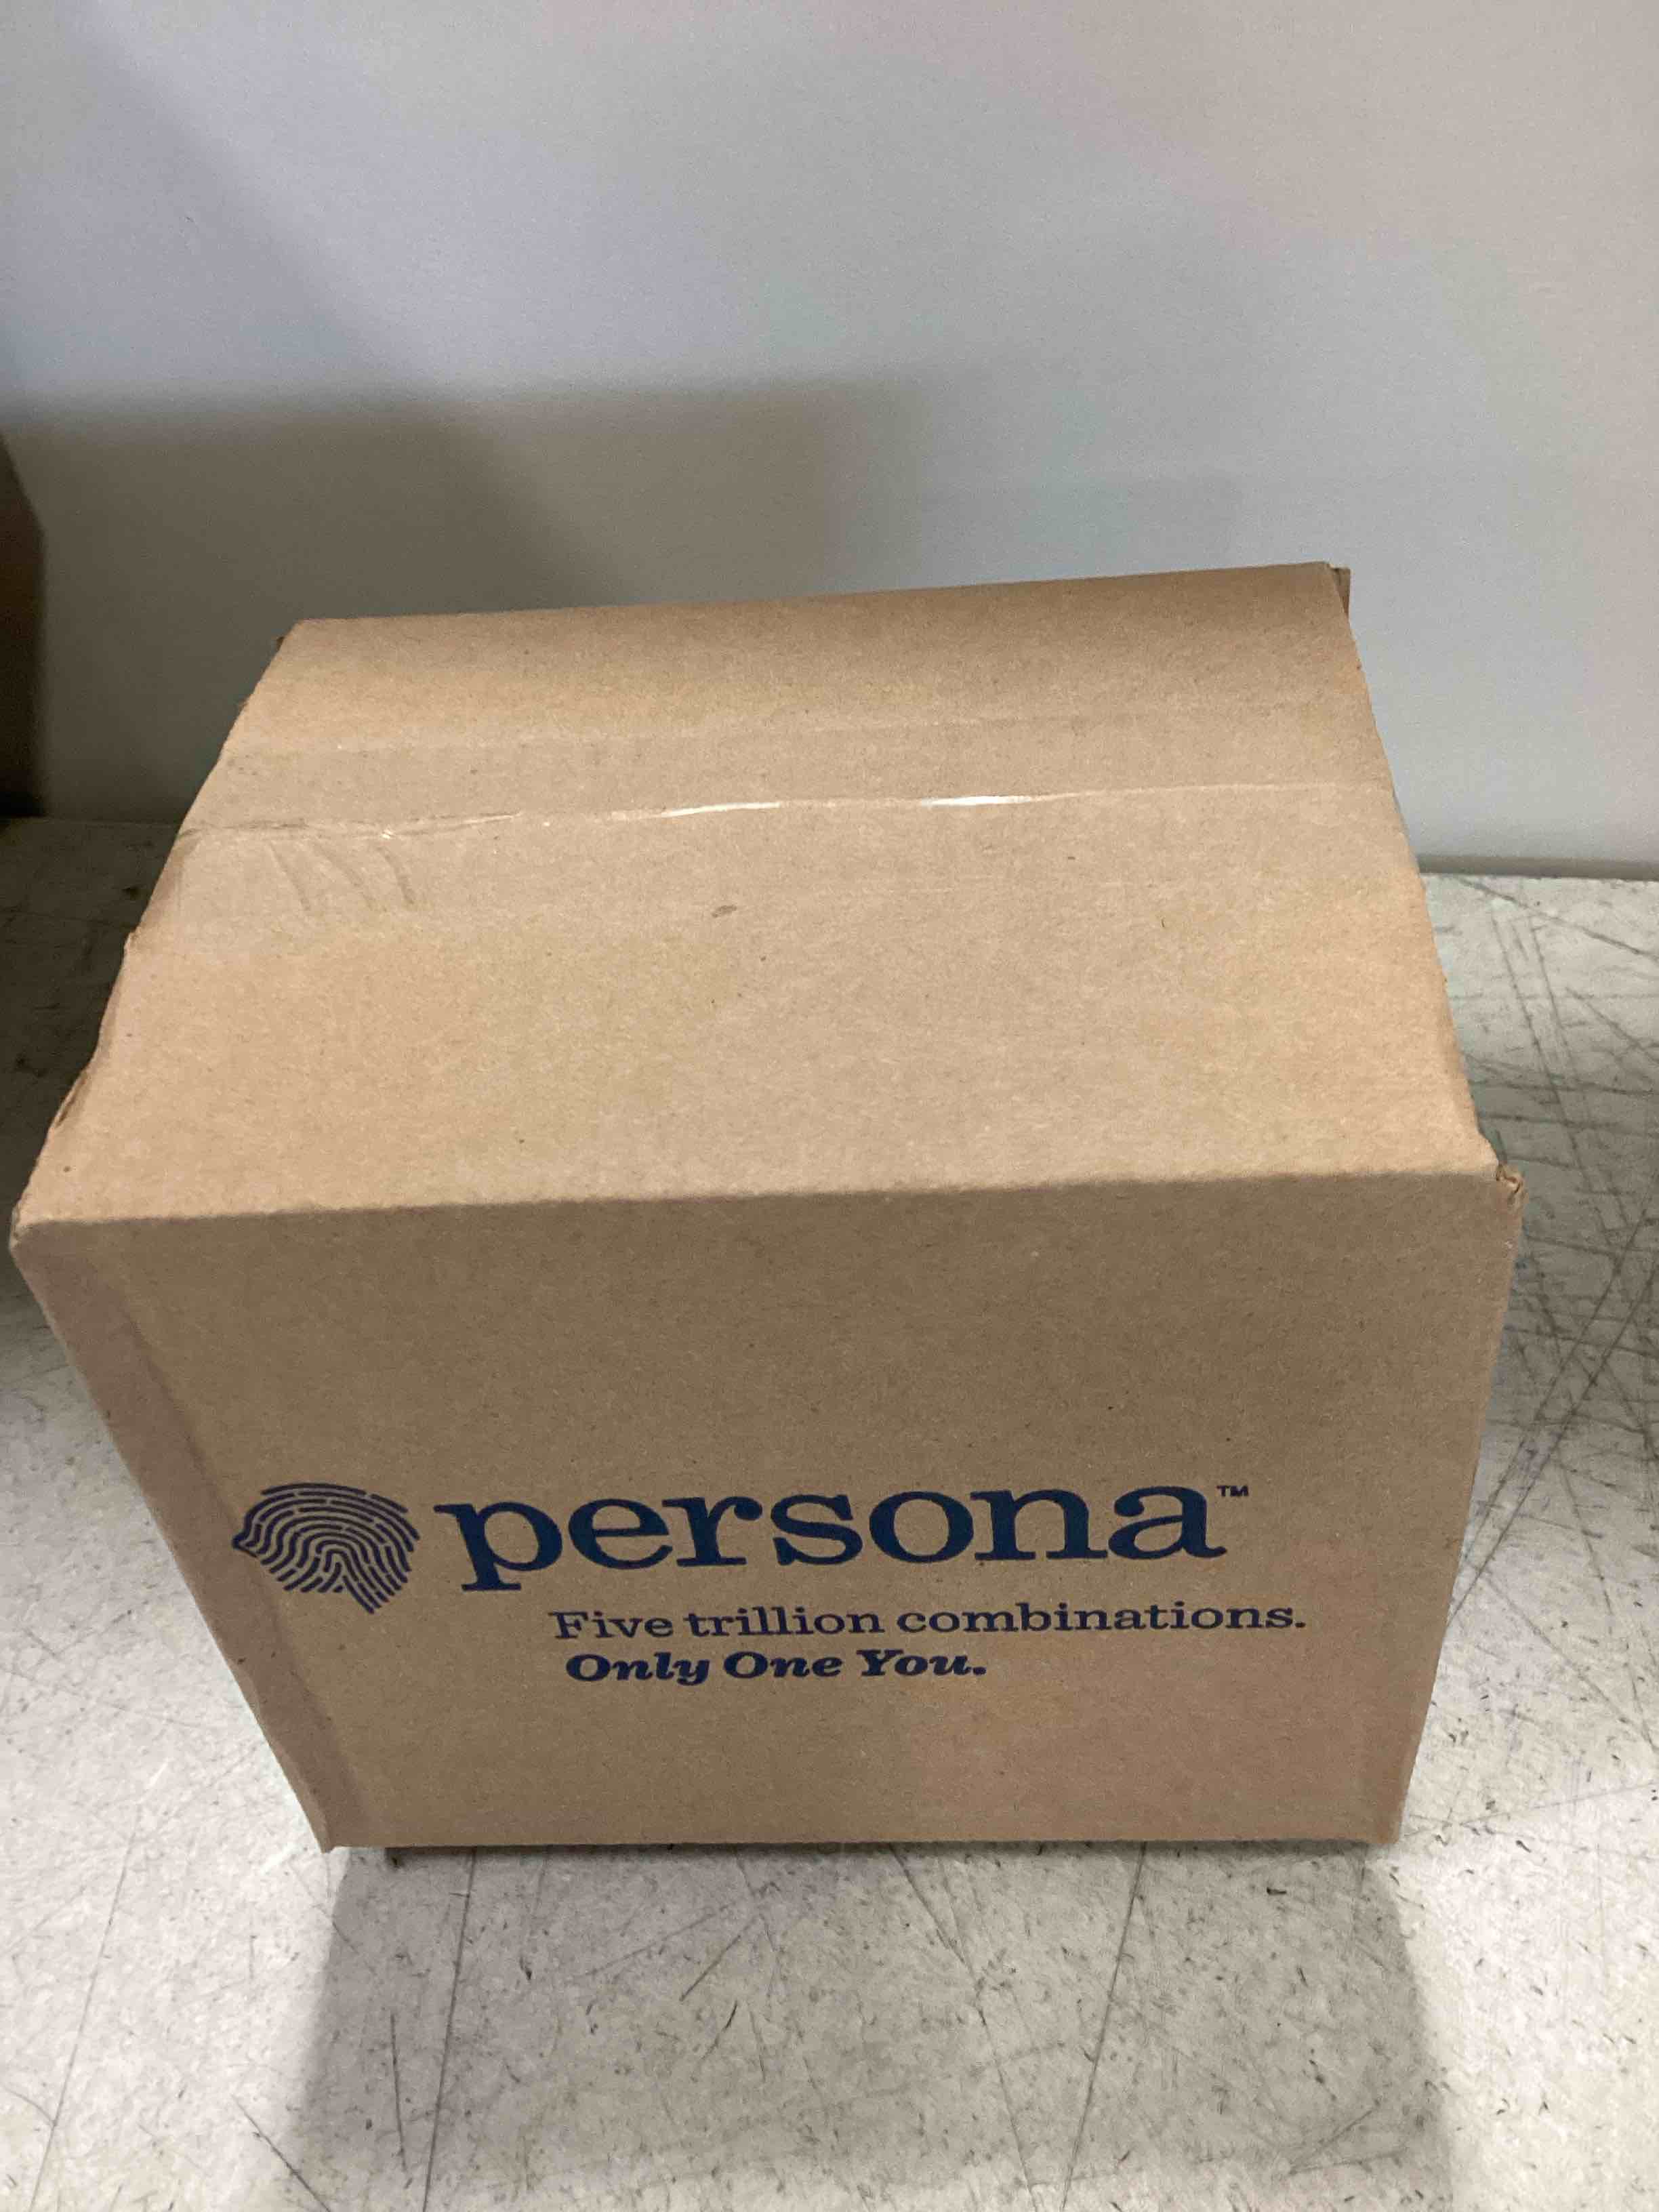 persona™
Five trillion combinations.
Only One You.